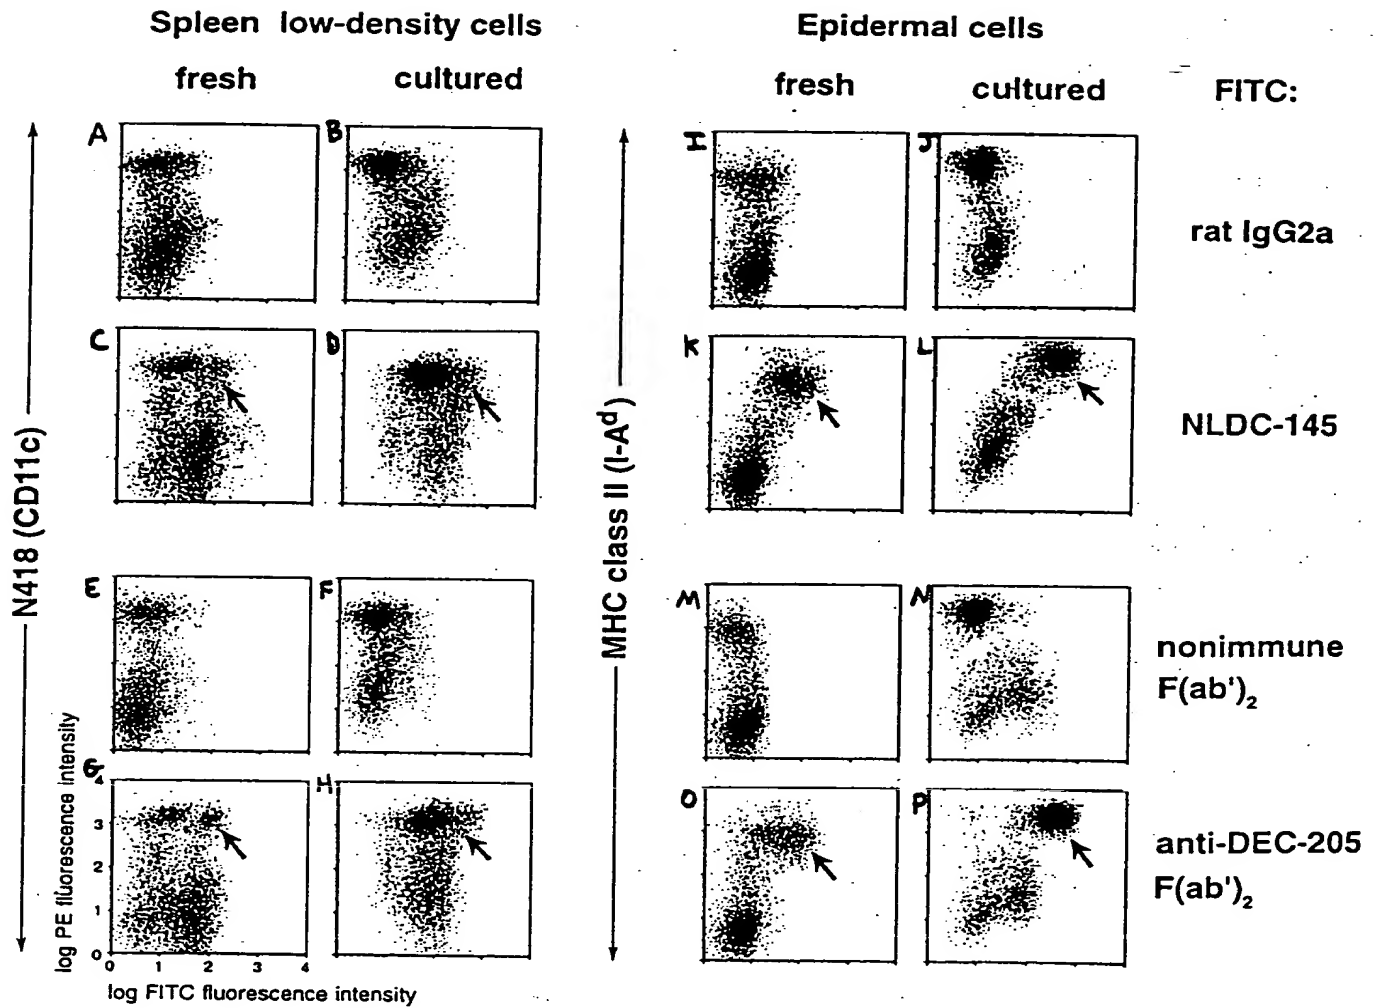 Spleen low-density cells
Epidermal cells
fresh
cultured
fresh
cultured
FITC:
A
B
I
J
rat IgG2a
C
D
K
L
NLDC-145
N418 (CD11c)
MHC class II (I-Aᵈ)
E
F
M
N
nonimmune
F(ab')₂
G
H
O
P
anti-DEC-205
F(ab')₂
log PE fluorescence intensity
4
3
2
1
0
0 1 2 3 4
log FITC fluorescence intensity